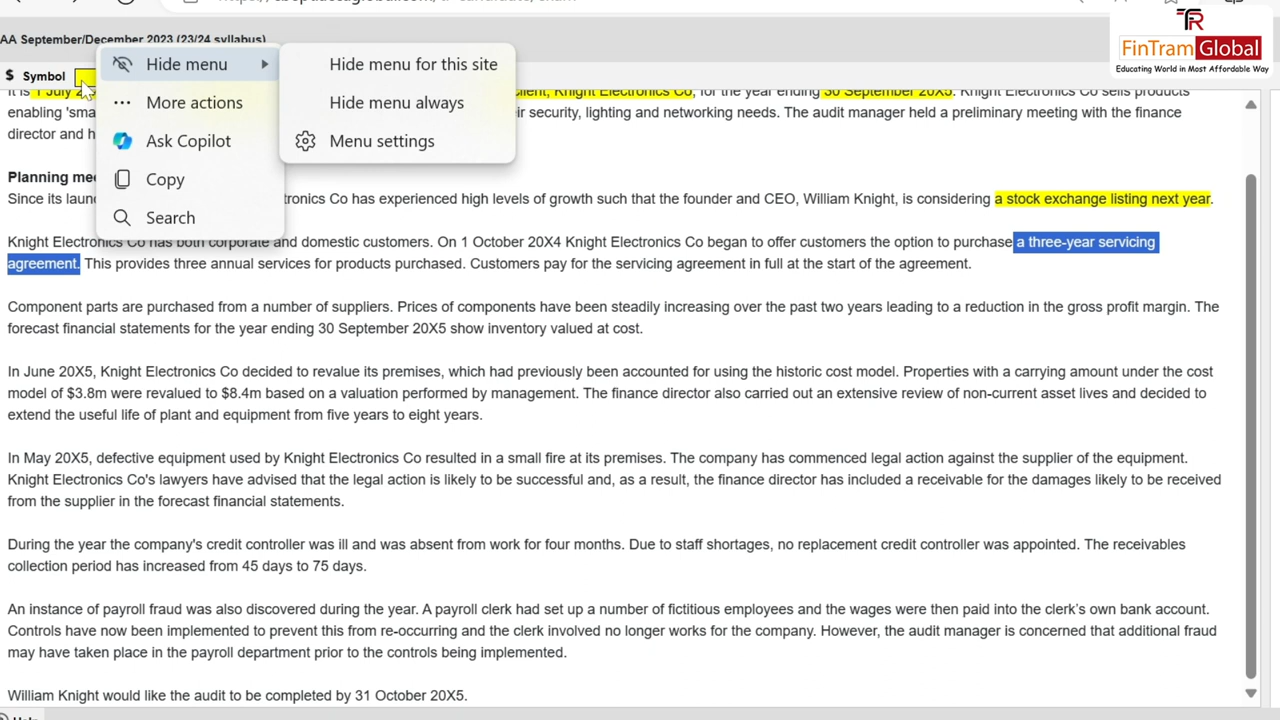 AA September/December 2023 (23/24 syllabus)
TR
FinTram Global
Educating World in Most Affordable Way
$ Symbol
Hide menu
More actions
Ask Copilot
Copy
Search
Hide menu for this site
Hide menu always
Menu settings
It is 1 July 2 client, Knight Electronics Co, for the year ending 30 September 20X5. Knight Electronics Co sells products
enabling 'sma ir security, lighting and networking needs. The audit manager held a preliminary meeting with the finance
director and h
Planning mee
Since its laun tronics Co has experienced high levels of growth such that the founder and CEO, William Knight, is considering a stock exchange listing next year.
Knight Electronics Co has both corporate and domestic customers. On 1 October 20X4 Knight Electronics Co began to offer customers the option to purchase a three-year servicing
agreement. This provides three annual services for products purchased. Customers pay for the servicing agreement in full at the start of the agreement.
Component parts are purchased from a number of suppliers. Prices of components have been steadily increasing over the past two years leading to a reduction in the gross profit margin. The
forecast financial statements for the year ending 30 September 20X5 show inventory valued at cost.
In June 20X5, Knight Electronics Co decided to revalue its premises, which had previously been accounted for using the historic cost model. Properties with a carrying amount under the cost
model of $3.8m were revalued to $8.4m based on a valuation performed by management. The finance director also carried out an extensive review of non-current asset lives and decided to
extend the useful life of plant and equipment from five years to eight years.
In May 20X5, defective equipment used by Knight Electronics Co resulted in a small fire at its premises. The company has commenced legal action against the supplier of the equipment.
Knight Electronics Co's lawyers have advised that the legal action is likely to be successful and, as a result, the finance director has included a receivable for the damages likely to be received
from the supplier in the forecast financial statements.
During the year the company's credit controller was ill and was absent from work for four months. Due to staff shortages, no replacement credit controller was appointed. The receivables
collection period has increased from 45 days to 75 days.
An instance of payroll fraud was also discovered during the year. A payroll clerk had set up a number of fictitious employees and the wages were then paid into the clerk's own bank account.
Controls have now been implemented to prevent this from re-occurring and the clerk involved no longer works for the company. However, the audit manager is concerned that additional fraud
may have taken place in the payroll department prior to the controls being implemented.
William Knight would like the audit to be completed by 31 October 20X5.